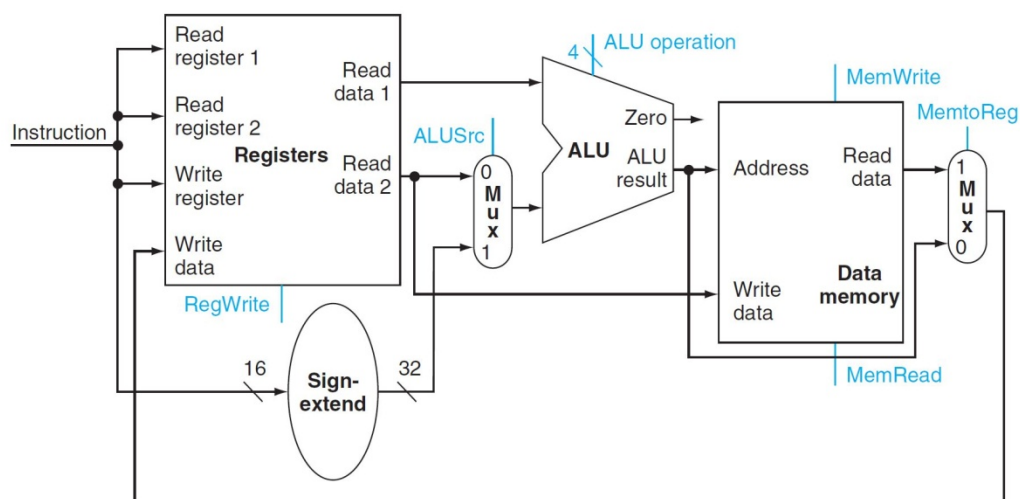 Instruction
Read
register 1
Read
register 2
Write
register
Write
data
Registers
Read
data 1
Read
data 2
RegWrite
16
Sign-
extend
32
ALUSrc
0
M
u
x
1
4
ALU operation
Zero
ALU
ALU
result
MemWrite
Address
Read
data
Write
data
Data
memory
MemRead
MemtoReg
1
M
u
x
0